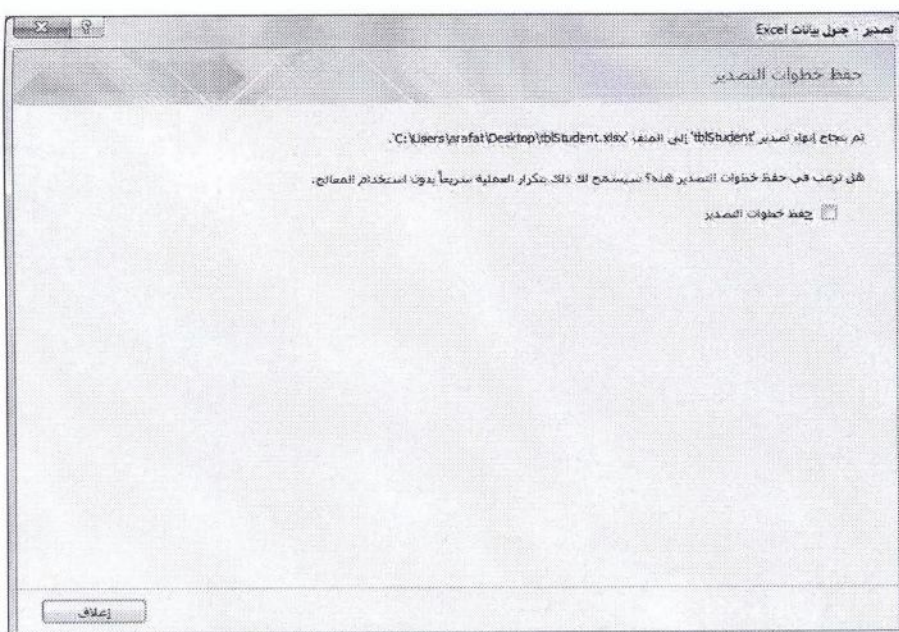 تصدير - جدول بيانات Excel
حفظ خطوات التصدير
تم بنجاح إنهاء تصدير 'tblStudent' إلى الملف 'C:\Users\arafat\Desktop\tblStudent.xlsx'.
هل ترغب في حفظ خطوات التصدير هذه؟ سيسمح لك ذلك بتكرار العملية سريعاً بدون استخدام المعالج.
حفظ خطوات التصدير
إغلاق